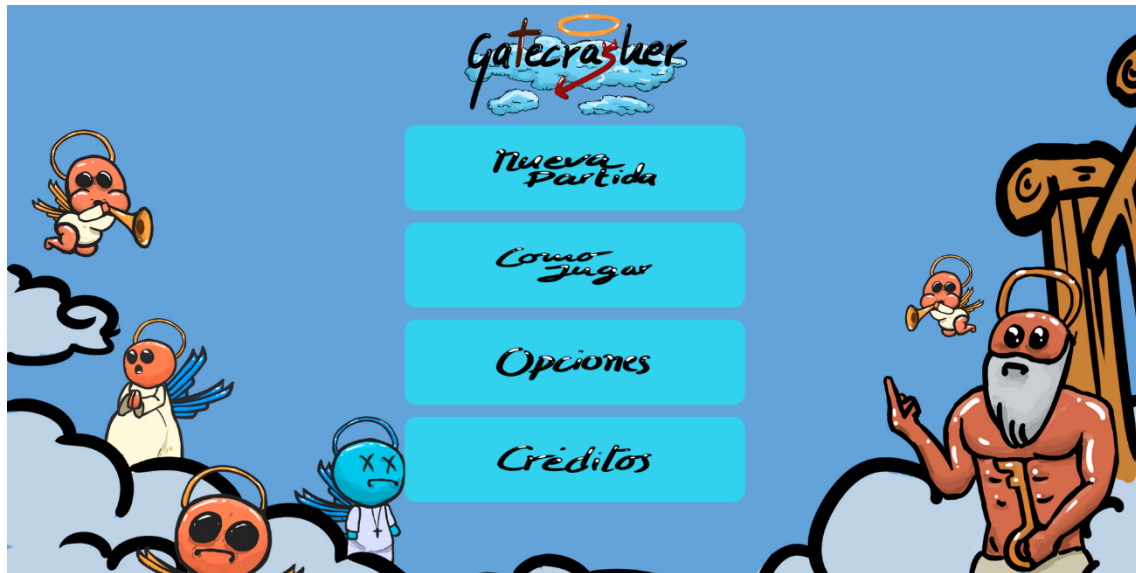 gatecrasher
Nueva
Partida
Como
Jugar
Opciones
Créditos